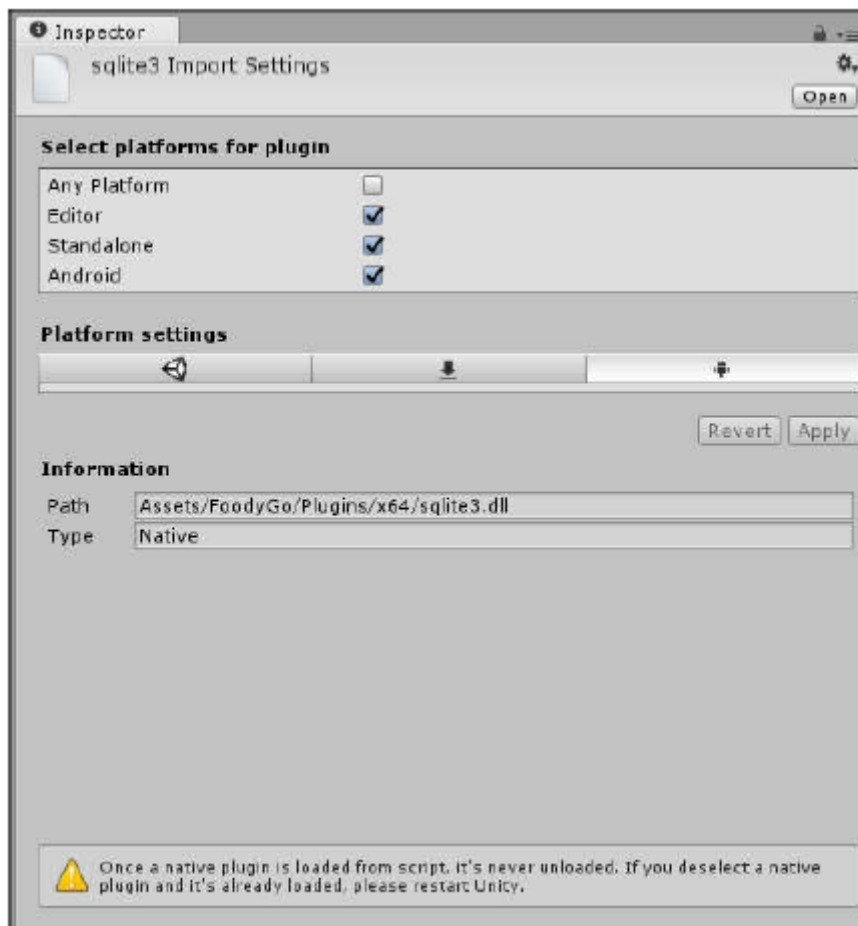 Inspector
sqlite3 Import Settings
Open
Select platforms for plugin
Any Platform
Editor
Standalone
Android
Platform settings
Revert Apply
Information
Path Assets/FoodyGo/Plugins/x64/sqlite3.dll
Type Native
Once a native plugin is loaded from script, it's never unloaded. If you deselect a native
plugin and it's already loaded, please restart Unity.